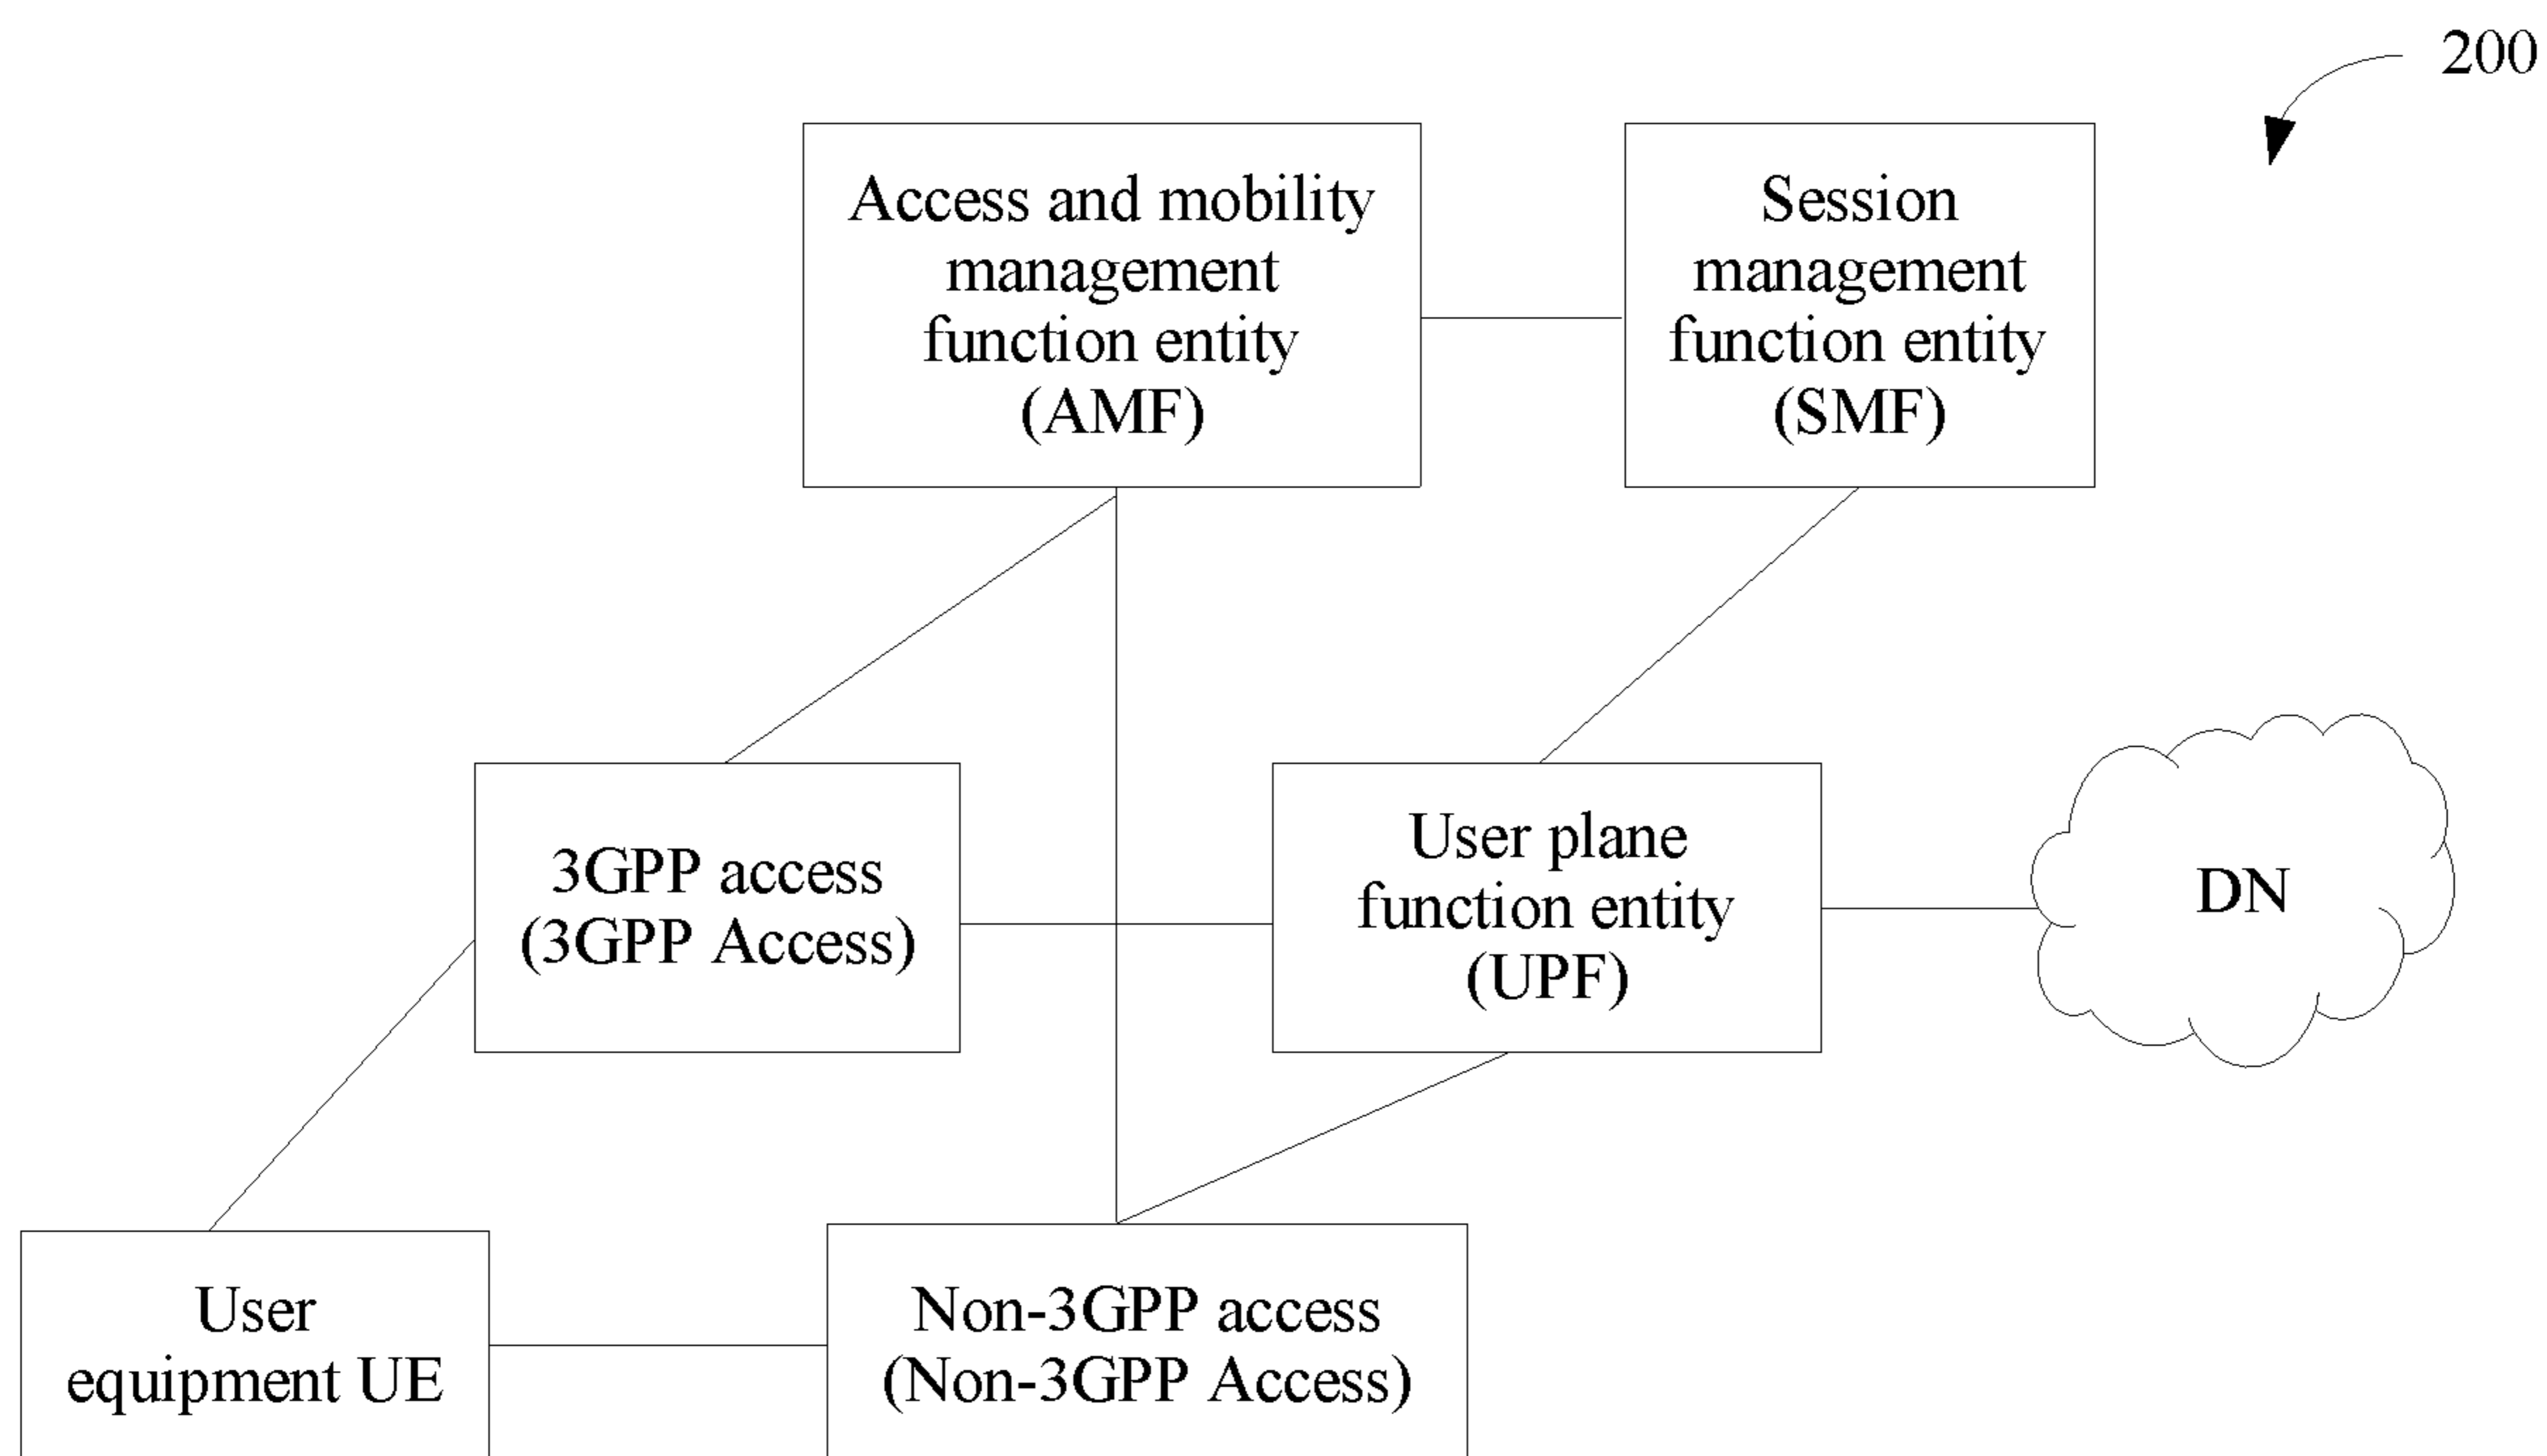 200
Access and mobility
management
function entity
(AMF)
Session
management
function entity
(SMF)
3GPP access
(3GPP Access)
User plane
function entity
(UPF)
DN
User
equipment UE
Non-3GPP access
(Non-3GPP Access)